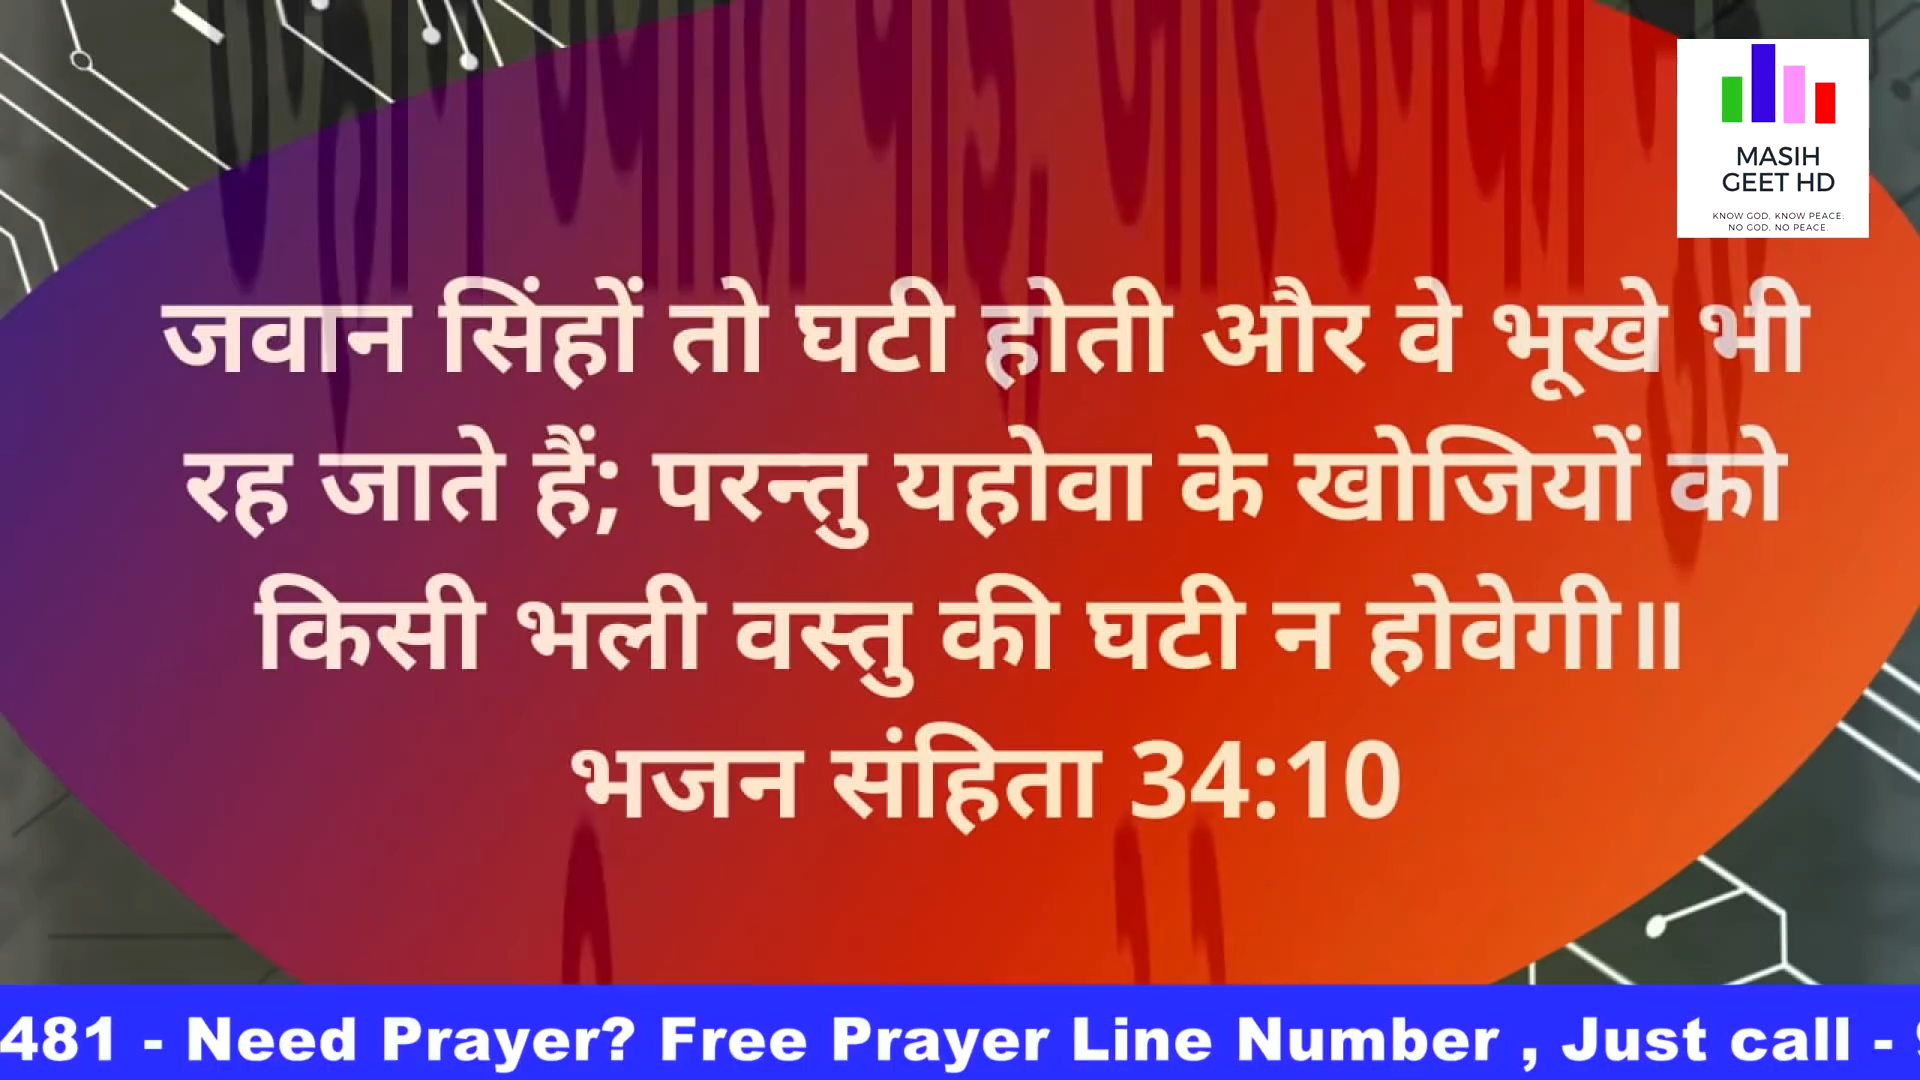 MASIH
GEET HD
KNOW GOD. KNOW PEACE;
NO GOD. NO PEACE.
जवान सिंहों तो घटी होती और वे भूखे भी
रह जाते हैं; परन्तु यहोवा के खोजियों को
किसी भली वस्तु की घटी न होवेगी॥
भजन संहिता 34:10
481 - Need Prayer? Free Prayer Line Number , Just call -